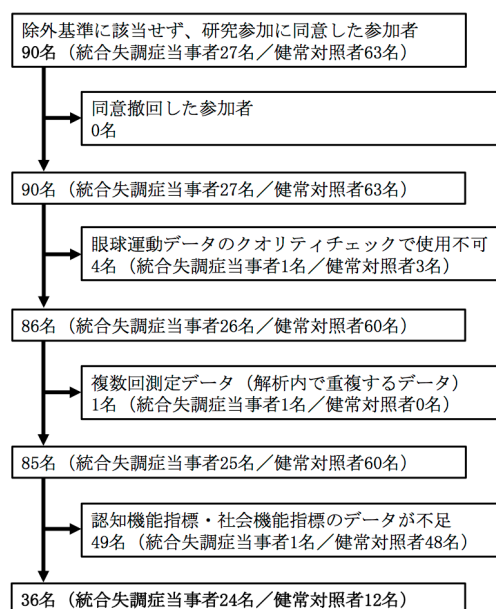 除外基準に該当せず、研究参加に同意した参加者
90名（統合失調症当事者27名／健常対照者63名）
同意撤回した参加者
0名
90名（統合失調症当事者27名／健常対照者63名）
眼球運動データのクオリティチェックで使用不可
4名（統合失調症当事者1名／健常対照者3名）
86名（統合失調症当事者26名／健常対照者60名）
複数回測定データ（解析内で重複するデータ）
1名（統合失調症当事者1名／健常対照者0名）
85名（統合失調症当事者25名／健常対照者60名）
認知機能指標・社会機能指標のデータが不足
49名（統合失調症当事者1名／健常対照者48名）
36名（統合失調症当事者24名／健常対照者12名）